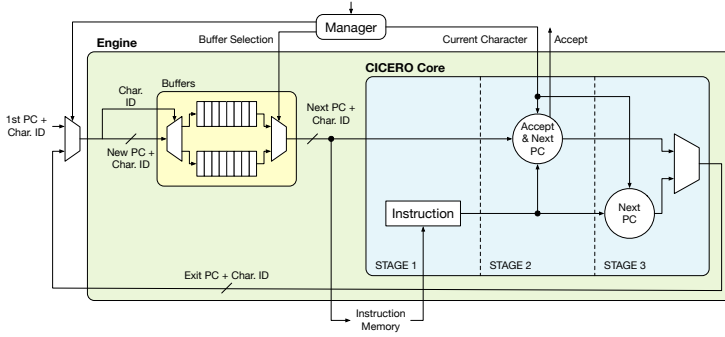 Manager
Engine
Buffer Selection
Current Character
Accept
CICERO Core
Char.
ID
Buffers
1st PC +
Char. ID
Next PC +
Char. ID
New PC +
Char. ID
Accept
& Next
PC
Instruction
Next
PC
STAGE 1
STAGE 2
STAGE 3
Exit PC + Char. ID
Instruction
Memory